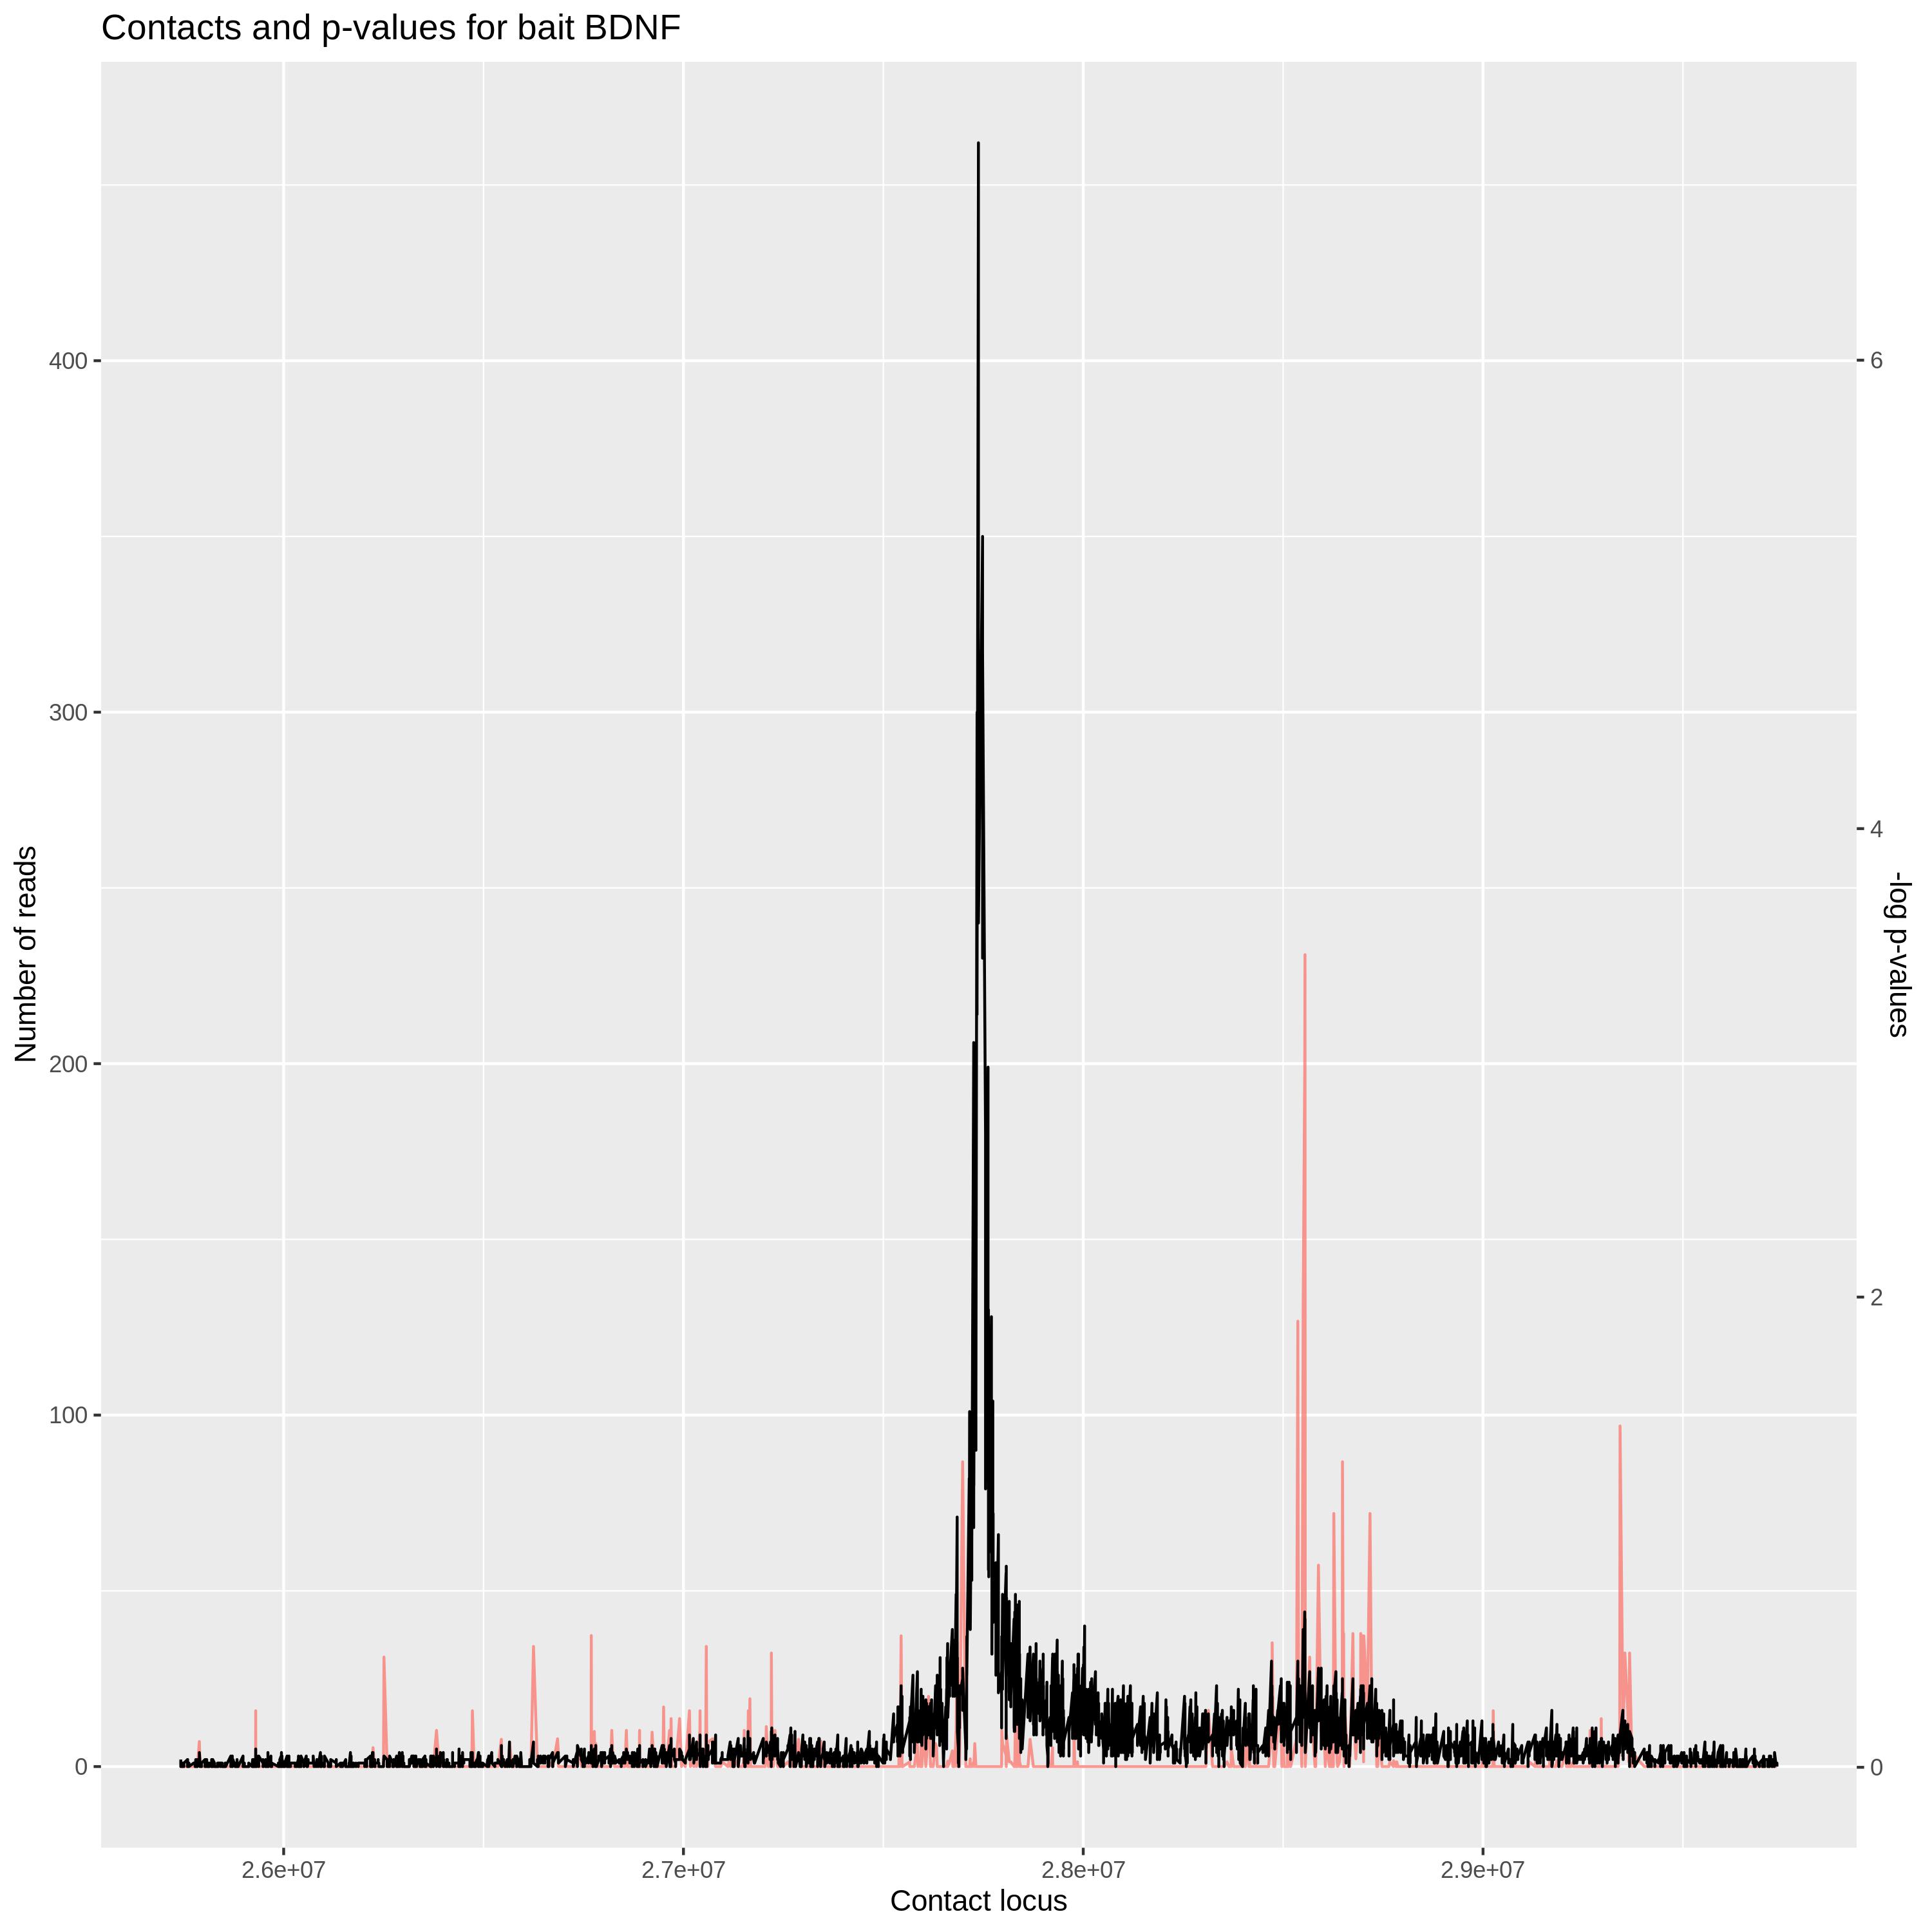 Contacts and p-values for bait BDNF
400
300
200
100
0
Number of reads
6
4
2
0
-log p-values
2.6e+07
2.7e+07
2.8e+07
2.9e+07
Contact locus